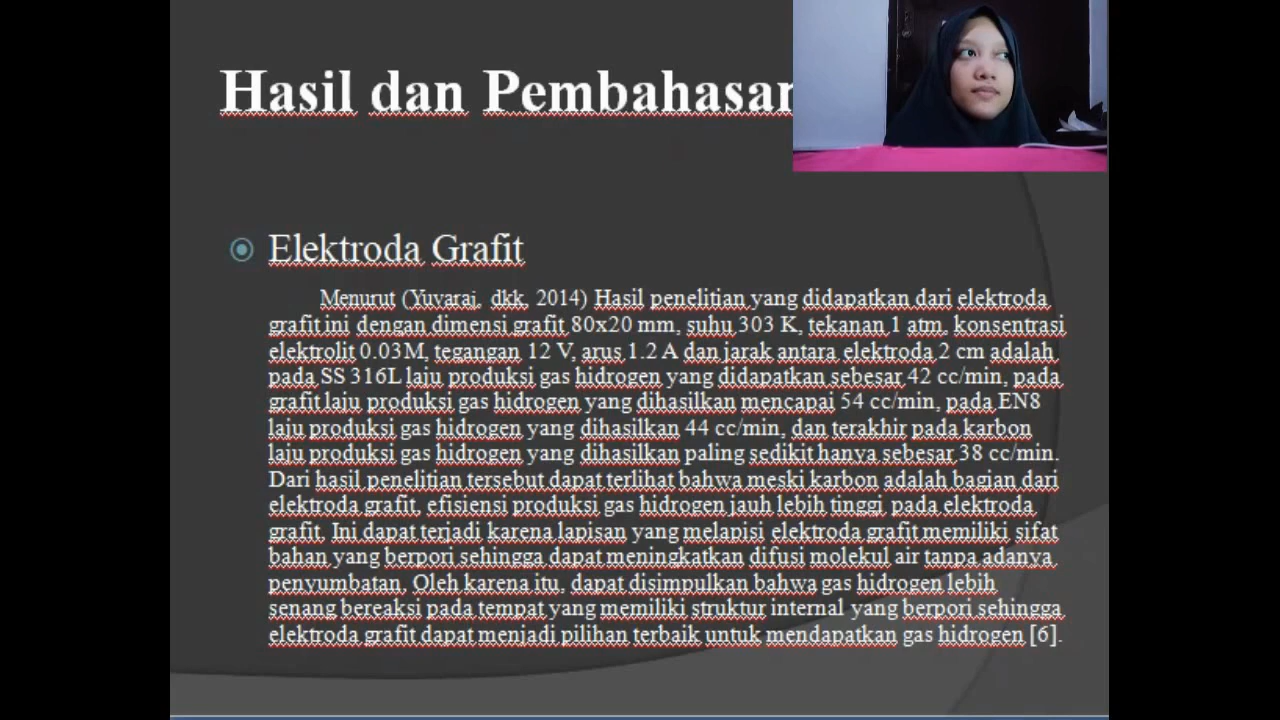 Hasil dan Pembahasan
Elektroda Grafit
Menurut (Yuvaraj, dkk, 2014) Hasil penelitian yang didapatkan dari elektroda
grafit ini dengan dimensi grafit 80x20 mm, suhu 303 K, tekanan 1 atm, konsentrasi
elektrolit 0.03M, tegangan 12 V, arus 1.2 A dan jarak antara elektroda 2 cm adalah
pada SS 316L laju produksi gas hidrogen yang didapatkan sebesar 42 cc/min, pada
grafit laju produksi gas hidrogen yang dihasilkan mencapai 54 cc/min, pada EN8
laju produksi gas hidrogen yang dihasilkan 44 cc/min, dan terakhir pada karbon
laju produksi gas hidrogen yang dihasilkan paling sedikit hanya sebesar 38 cc/min.
Dari hasil penelitian tersebut dapat terlihat bahwa meski karbon adalah bagian dari
elektroda grafit, efisiensi produksi gas hidrogen jauh lebih tinggi pada elektroda
grafit. Ini dapat terjadi karena lapisan yang melapisi elektroda grafit memiliki sifat
bahan yang berpori sehingga dapat meningkatkan difusi molekul air tanpa adanya
penyumbatan. Oleh karena itu, dapat disimpulkan bahwa gas hidrogen lebih
senang bereaksi pada tempat yang memiliki struktur internal yang berpori sehingga
elektroda grafit dapat menjadi pilihan terbaik untuk mendapatkan gas hidrogen [6].